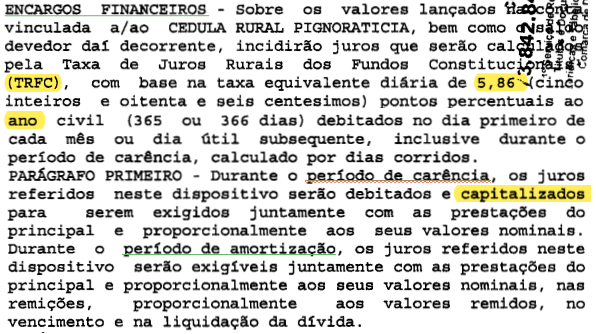 ENCARGOS FINANCEIROS - Sobre os valores lançados na
vinculada a/ao CEDULA RURAL PIGNORATICIA, bem como
devedor daí decorrente, incidirão juros que serão
pela Taxa de Juros Rurais dos Fundos
(TRFC), com base na taxa equivalente diária de 5,86 (cinco
inteiros e oitenta e seis centesimos) pontos percentuais ao
ano civil (365 ou 366 dias) debitados no dia primeiro de
cada mês ou dia útil subsequente, inclusive durante o
período de carência, calculado por dias corridos.
PARÁGRAFO PRIMEIRO - Durante o período de carência, os juros
referidos neste dispositivo serão debitados e capitalizados
para serem exigidos juntamente com as prestações do
principal e proporcionalmente aos seus valores nominais.
Durante o período de amortização, os juros referidos neste
dispositivo serão exigíveis juntamente com as prestações do
principal e proporcionalmente aos seus valores nominais, nas
remições, proporcionalmente aos valores remidos, no
vencimento e na liquidação da dívida.